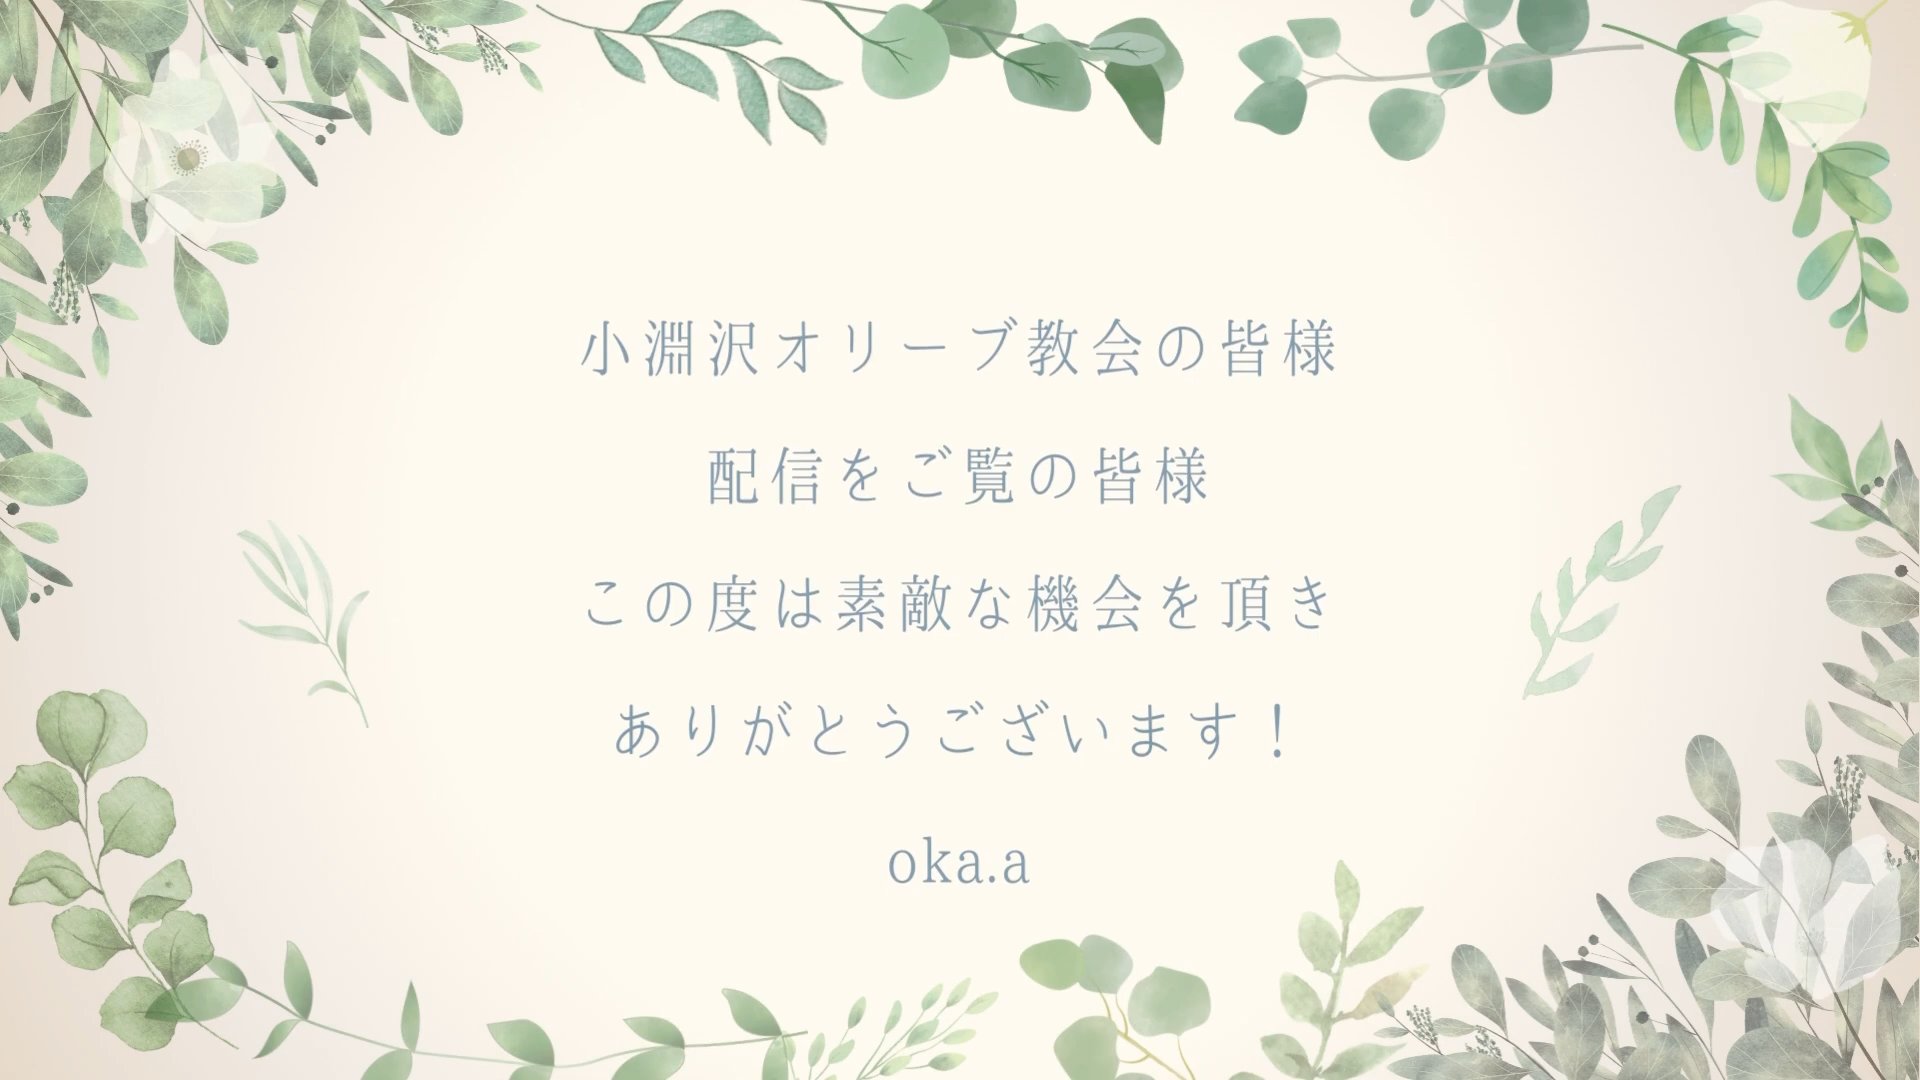 小淵沢オリーブ教会の皆様
配信をご覧の皆様
この度は素敵な機会を頂き
ありがとうございます！
oka.a